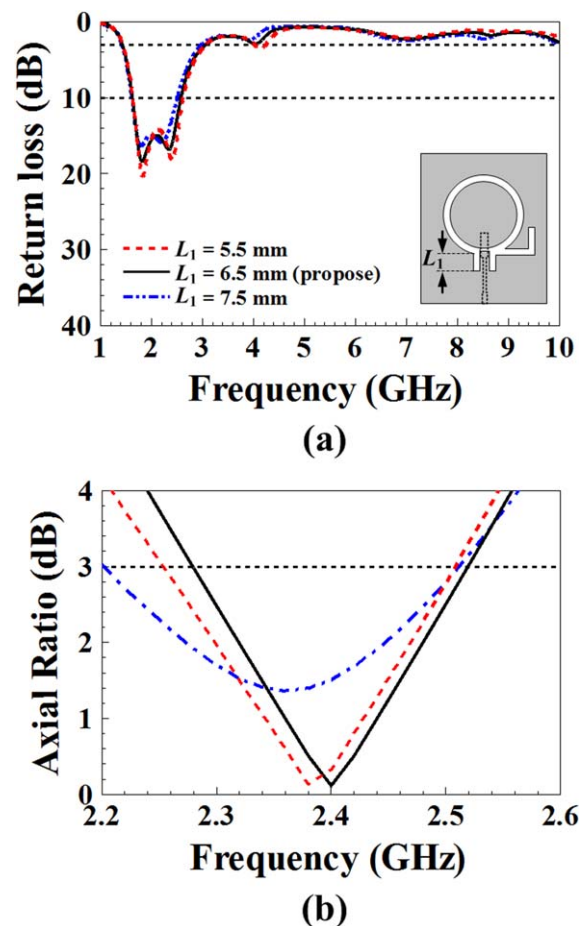 0
10
20
30
40
Return loss (dB)
L1 = 5.5 mm
L1 = 6.5 mm (propose)
L1 = 7.5 mm
L1
1 2 3 4 5 6 7 8 9 10
Frequency (GHz)
(a)
4
3
2
1
0
Axial Ratio (dB)
2.2 2.3 2.4 2.5 2.6
Frequency (GHz)
(b)